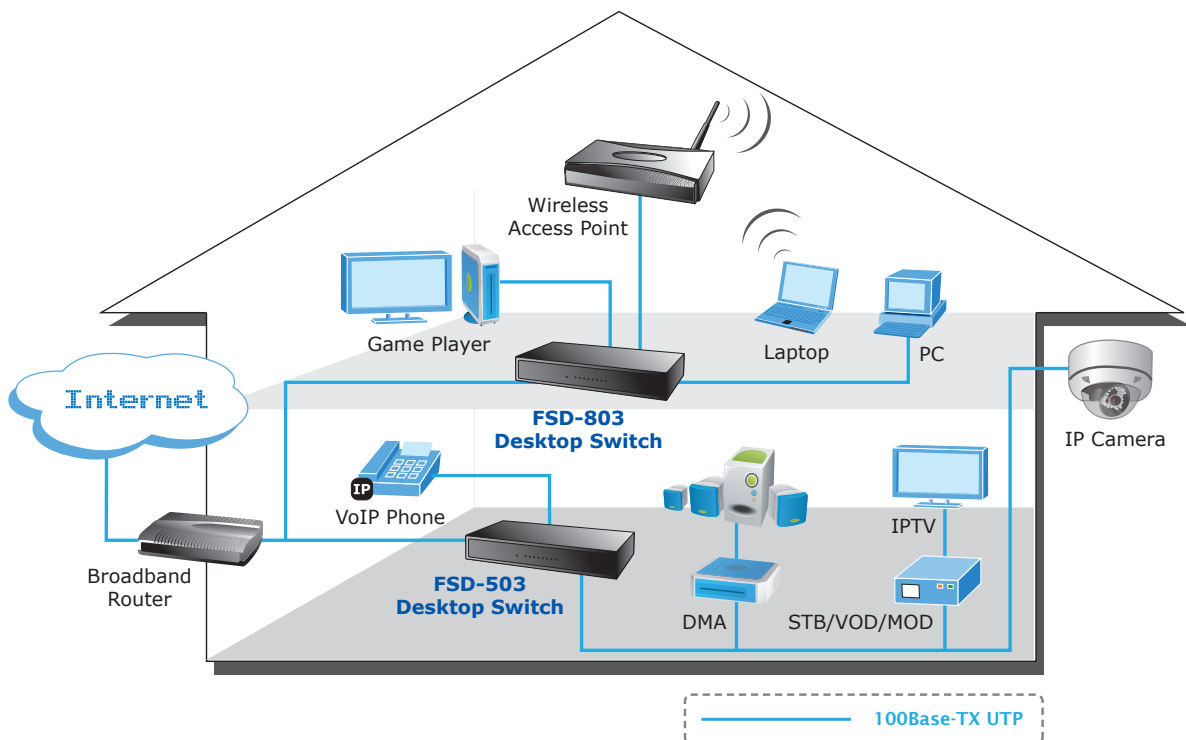 Wireless
Access Point
Game Player
Laptop
PC
Internet
FSD-803
Desktop Switch
IP Camera
IP
VoIP Phone
IPTV
Broadband
Router
FSD-503
Desktop Switch
DMA
STB/VOD/MOD
100Base-TX UTP